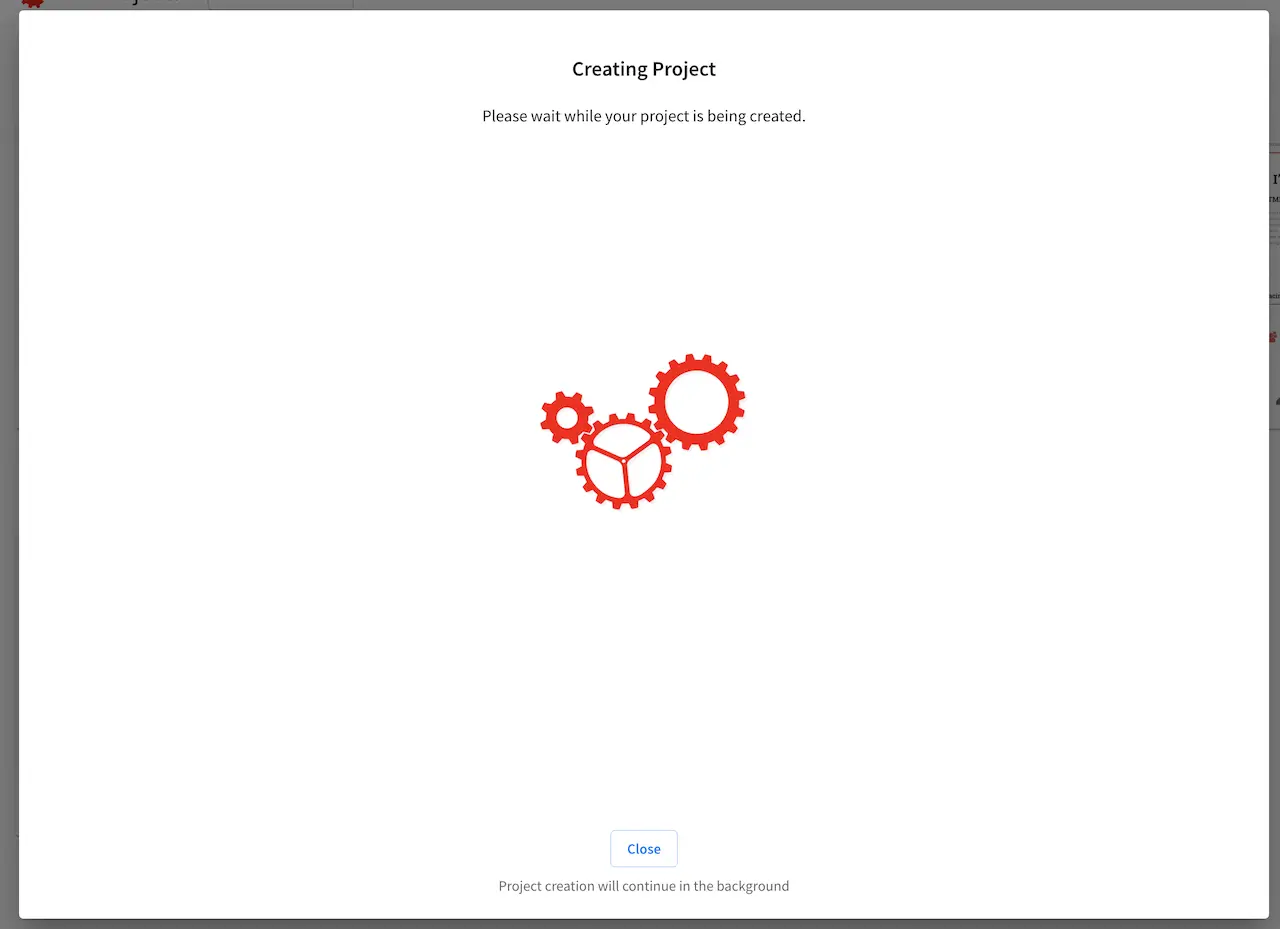 Creating Project
Please wait while your project is being created.
Close
Project creation will continue in the background